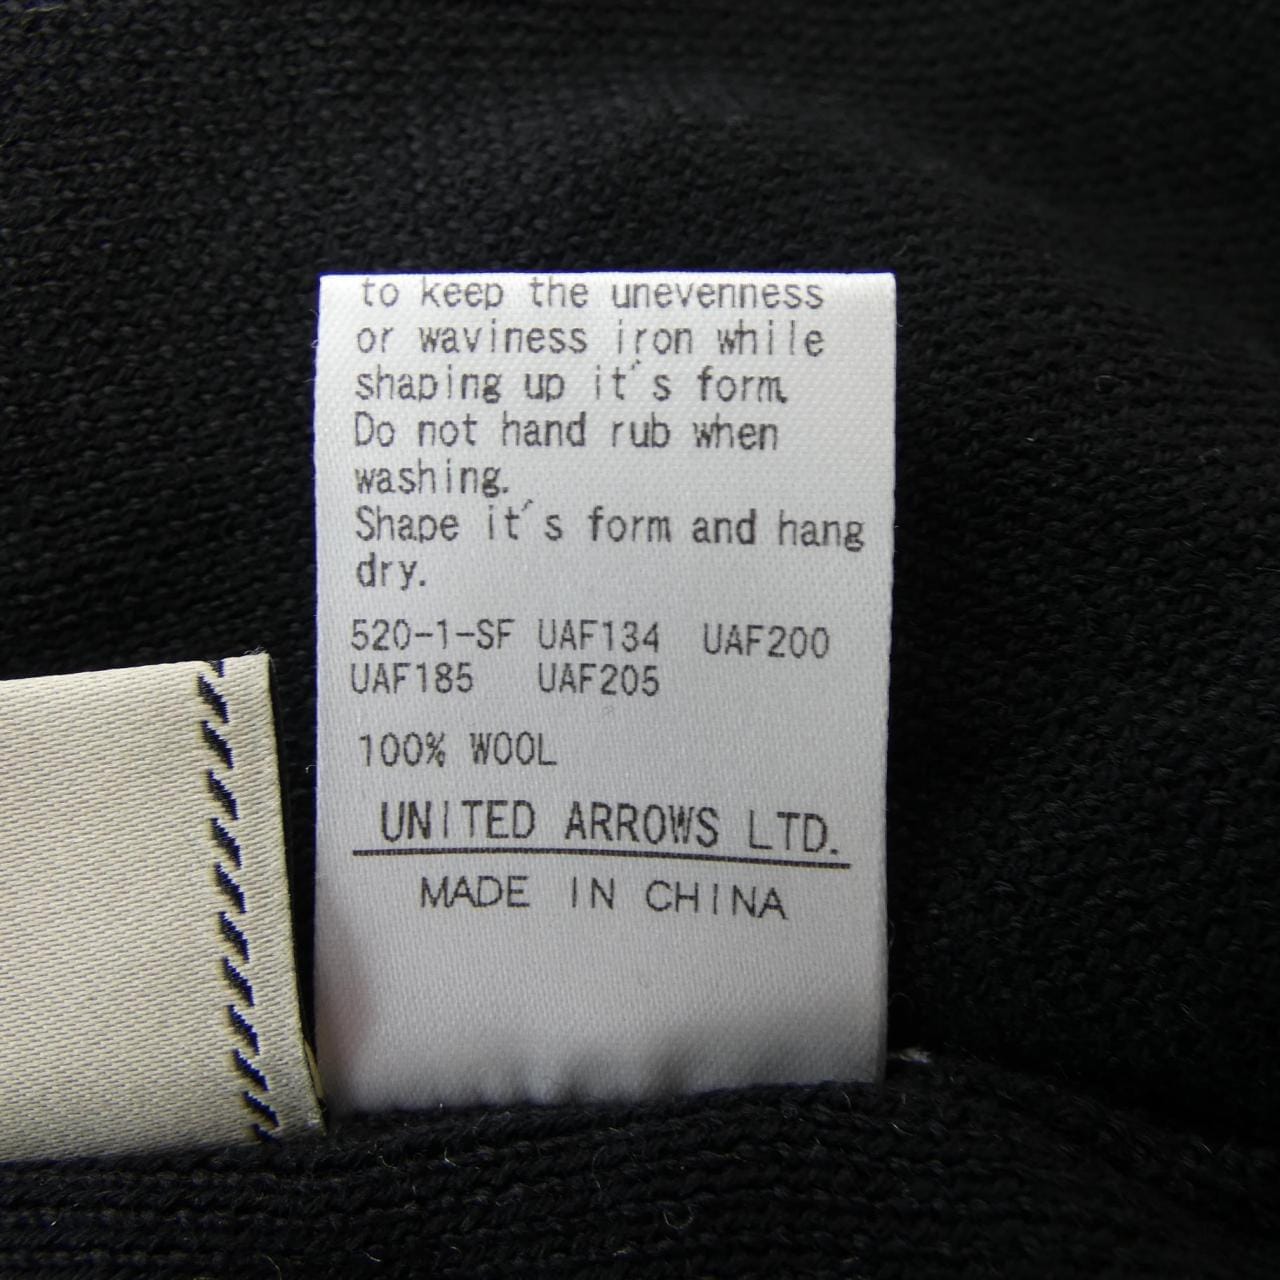 to keep the unevenness
or waviness iron while
shaping up it's form.
Do not hand rub when
washing.
Shape it's form and hang
dry.
520-1-SF UAF134 UAF200
UAF185 UAF205
100% WOOL
UNITED ARROWS LTD.
MADE IN CHINA